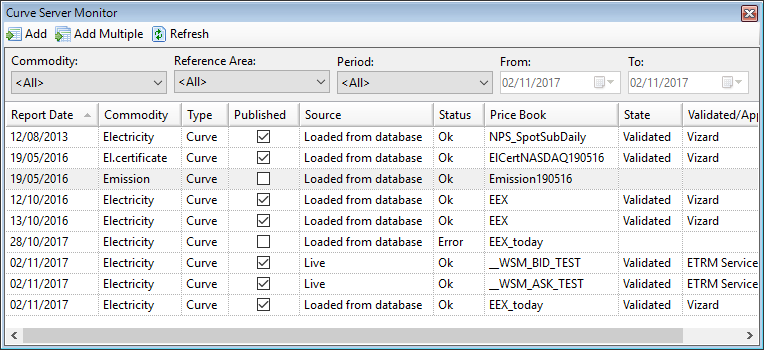 Curve Server Monitor
Add Add Multiple Refresh
Commodity: Reference Area: Period: From: To:
<All> <All> <All> 02/11/2017 02/11/2017
Report Date Commodity Type Published Source Status Price Book State Validated/App
12/08/2013 Electricity Curve Loaded from database Ok NPS_SpotSubDaily Validated Vizard
19/05/2016 El.certificate Curve Loaded from database Ok ElCertNASDAQ190516 Validated Vizard
19/05/2016 Emission Curve Loaded from database Ok Emission190516
12/10/2016 Electricity Curve Loaded from database Ok EEX Validated Vizard
13/10/2016 Electricity Curve Loaded from database Ok EEX Validated Vizard
28/10/2017 Electricity Curve Loaded from database Error EEX_today
02/11/2017 Electricity Curve Live Ok __WSM_BID_TEST Validated ETRM Service
02/11/2017 Electricity Curve Live Ok __WSM_ASK_TEST Validated ETRM Service
02/11/2017 Electricity Curve Loaded from database Ok EEX_today Validated Vizard